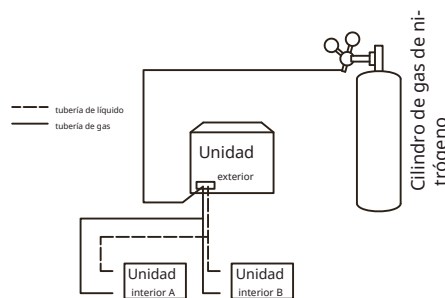 Cilindro de gas de ni-
trógeno
tubería de líquido
tubería de gas
Unidad
exterior
Unidad
interior A
Unidad
interior B